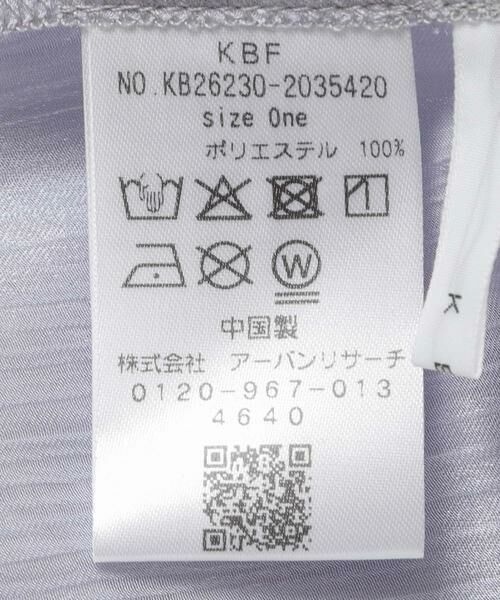 KBF
NO.KB26230-2035420
size One
ポリエステル 100%
W
中国製
株式会社 アーバンリサーチ
0120-967-013
4640
K